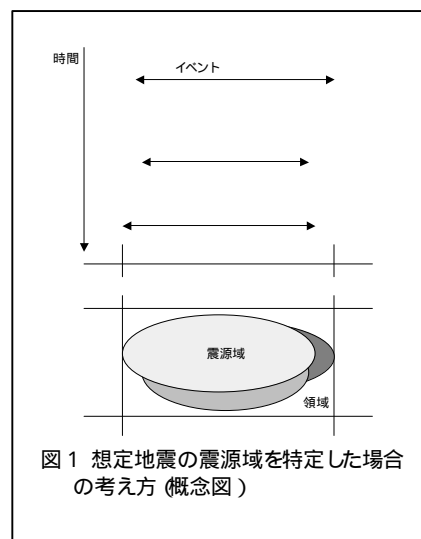 時間
イベント
震源域
領域
図1 想定地震の震源域を特定した場合
の考え方(概念図)